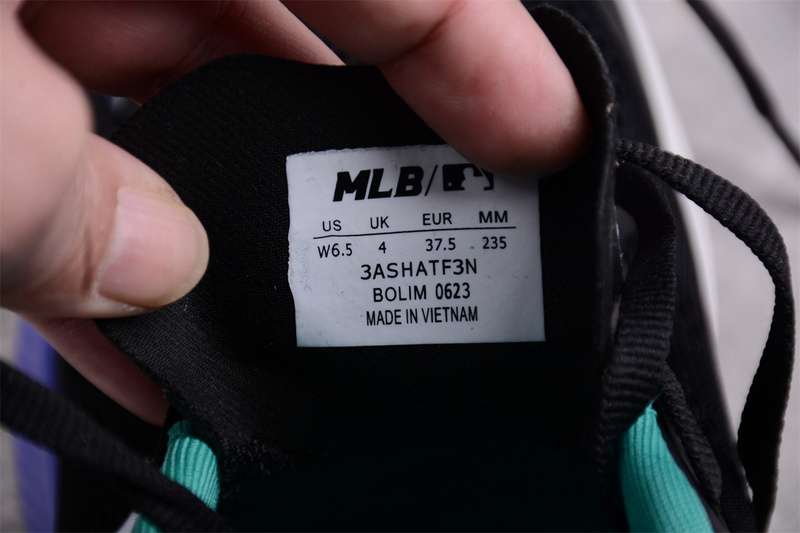 MLB/
US UK EUR MM
W6.5 4 37.5 235
3ASHATF3N
BOLIM 0623
MADE IN VIETNAM